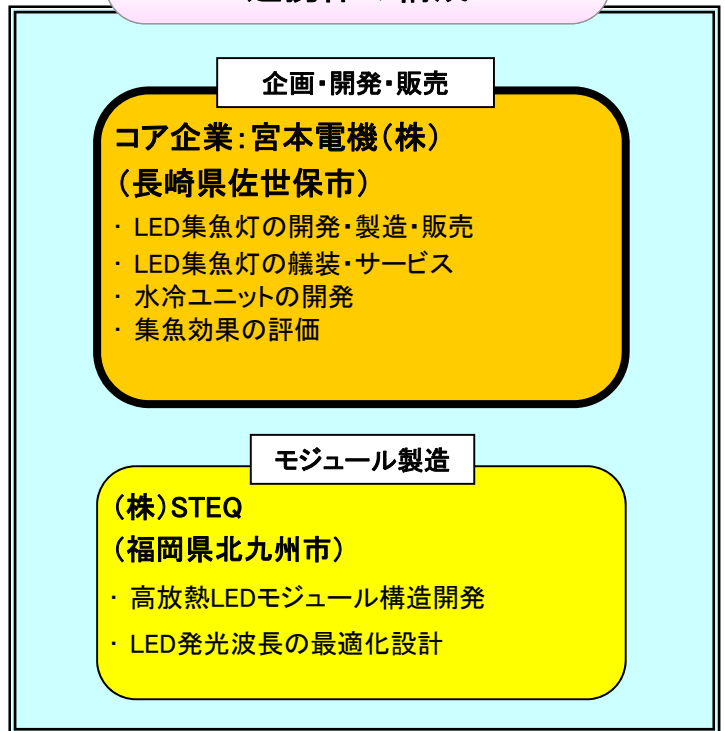 企画・開発・販売
コア企業：宮本電機（株）
（長崎県佐世保市）
・ LED集魚灯の開発・製造・販売
・ LED集魚灯の艤装・サービス
・ 水冷ユニットの開発
・ 集魚効果の評価
モジュール製造
（株）STEQ
（福岡県北九州市）
・ 高放熱LEDモジュール構造開発
・ LED発光波長の最適化設計